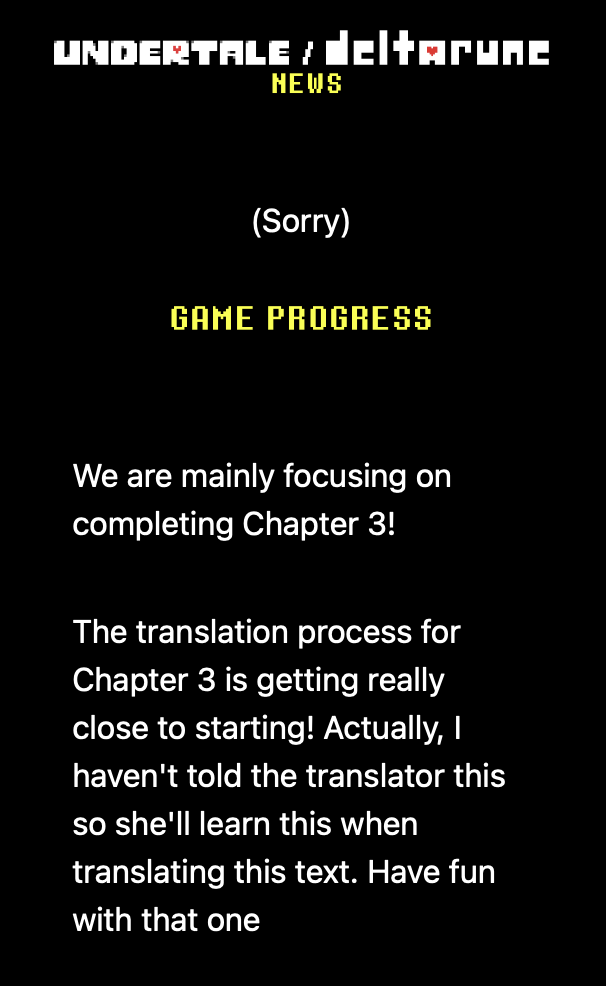 UNDERTALE / deltarune
NEWS
(Sorry)
GAME PROGRESS
We are mainly focusing on
completing Chapter 3!
The translation process for
Chapter 3 is getting really
close to starting! Actually, I
haven't told the translator this
so she'll learn this when
translating this text. Have fun
with that one